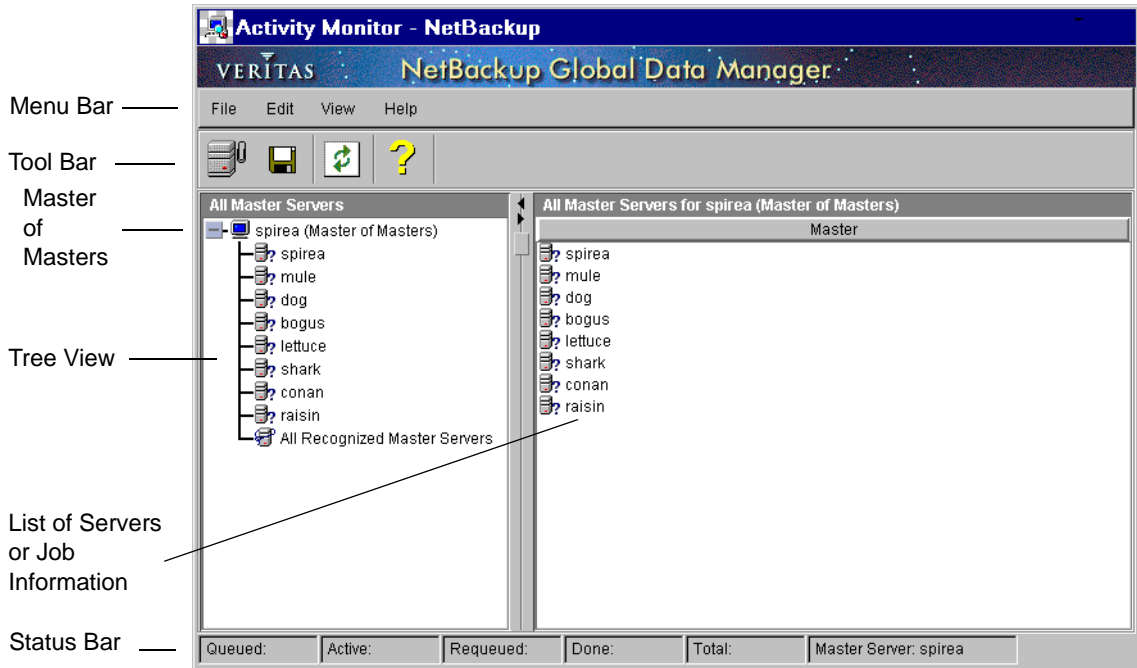 Activity Monitor - NetBackup
VERITAS NetBackup Global Data Manager
Menu Bar
File Edit View Help
Tool Bar
Master
of
Masters
All Master Servers
spirea (Master of Masters)
spirea
mule
dog
bogus
lettuce
shark
conan
raisin
All Recognized Master Servers
All Master Servers for spirea (Master of Masters)
Master
spirea
mule
dog
bogus
lettuce
shark
conan
raisin
Tree View
List of Servers
or Job
Information
Status Bar
Queued: Active: Requeued: Done: Total: Master Server: spirea